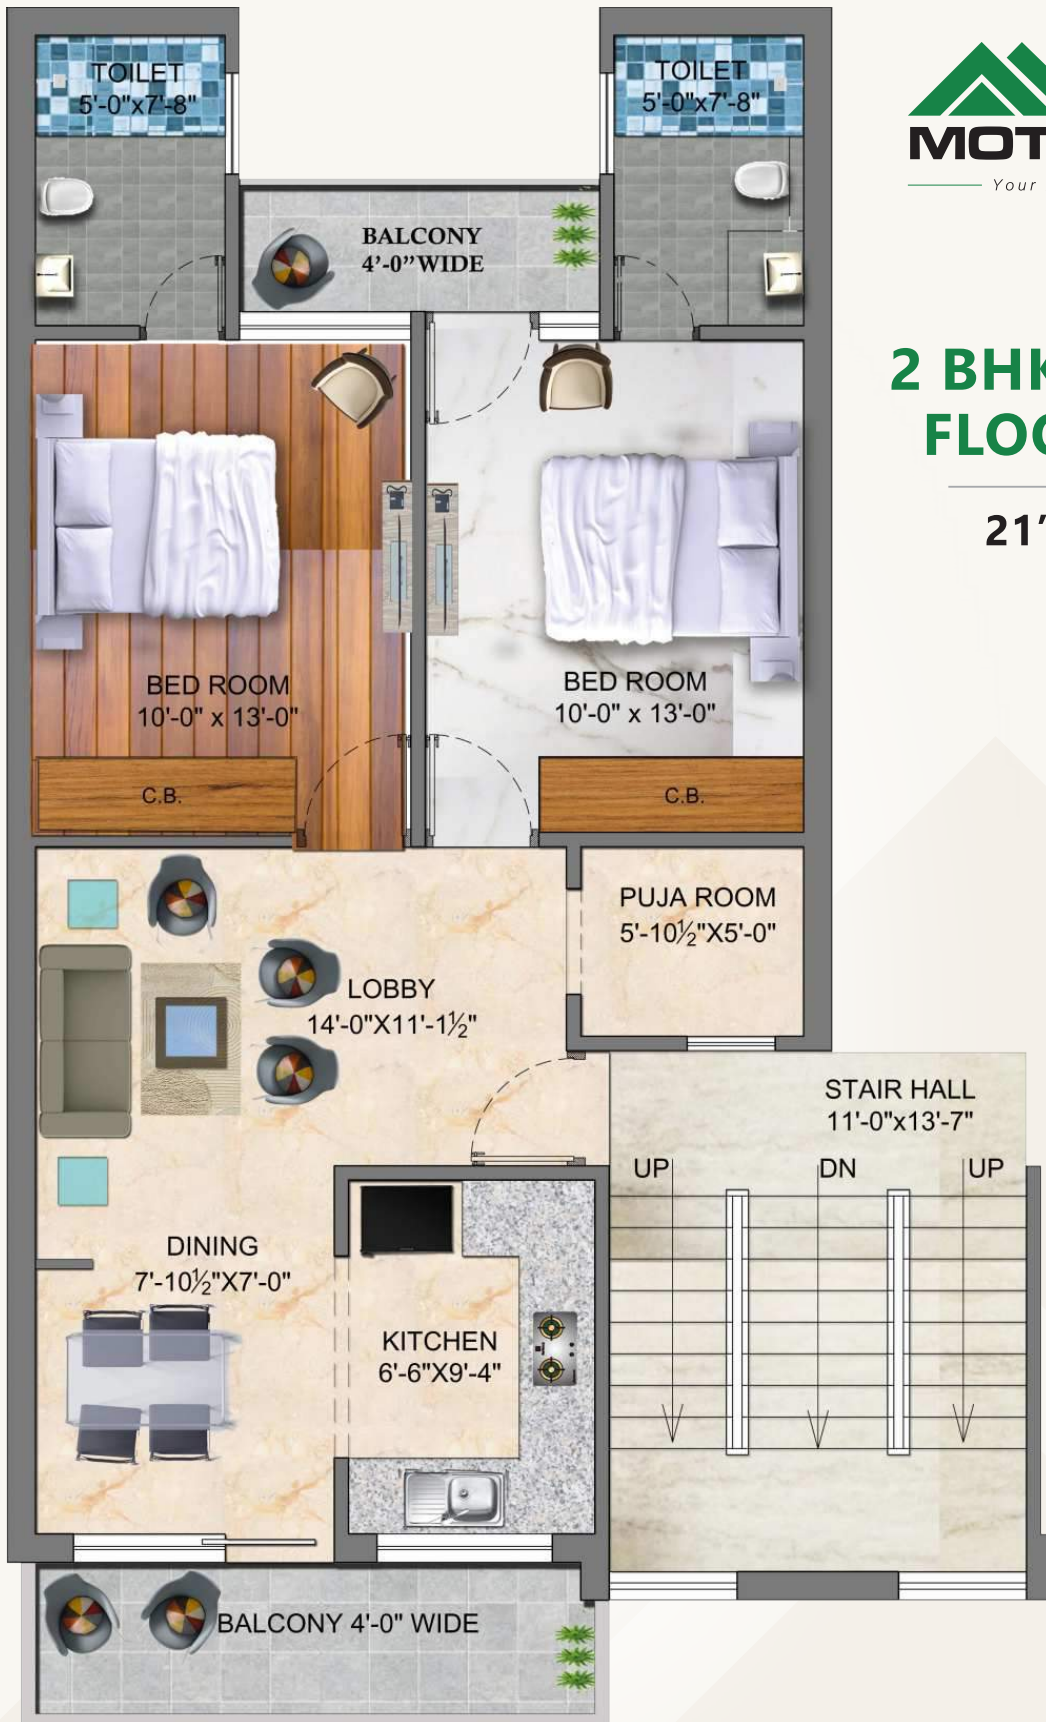 TOILET
5'-0"x7'-8"
TOILET
5'-0"x7'-8"
MOT
Your
BALCONY
4'-0"WIDE
2 BHK
FLOO
21'
BED ROOM
10'-0" x 13'-0"
BED ROOM
10'-0" x 13'-0"
C.B.
C.B.
PUJA ROOM
5'-10½"X5'-0"
LOBBY
14'-0"X11'-1½"
STAIR HALL
11'-0"x13'-7"
UP
DN
UP
DINING
7'-10½"X7'-0"
KITCHEN
6'-6"X9'-4"
BALCONY 4'-0" WIDE